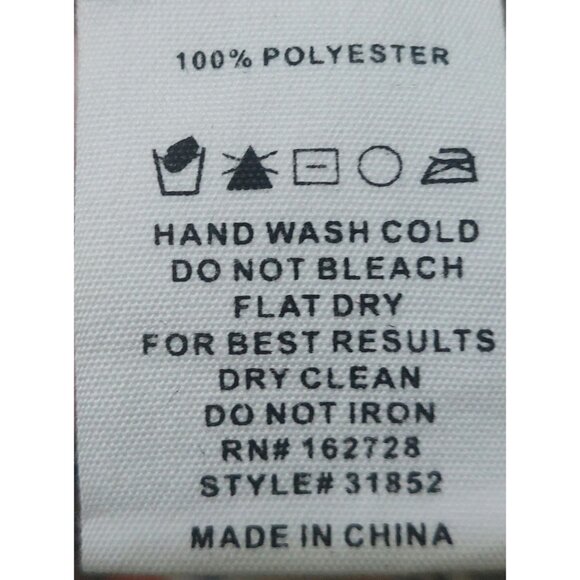 100% POLYESTER
HAND WASH COLD
DO NOT BLEACH
FLAT DRY
FOR BEST RESULTS
DRY CLEAN
DO NOT IRON
RN# 162728
STYLE# 31852
MADE IN CHINA